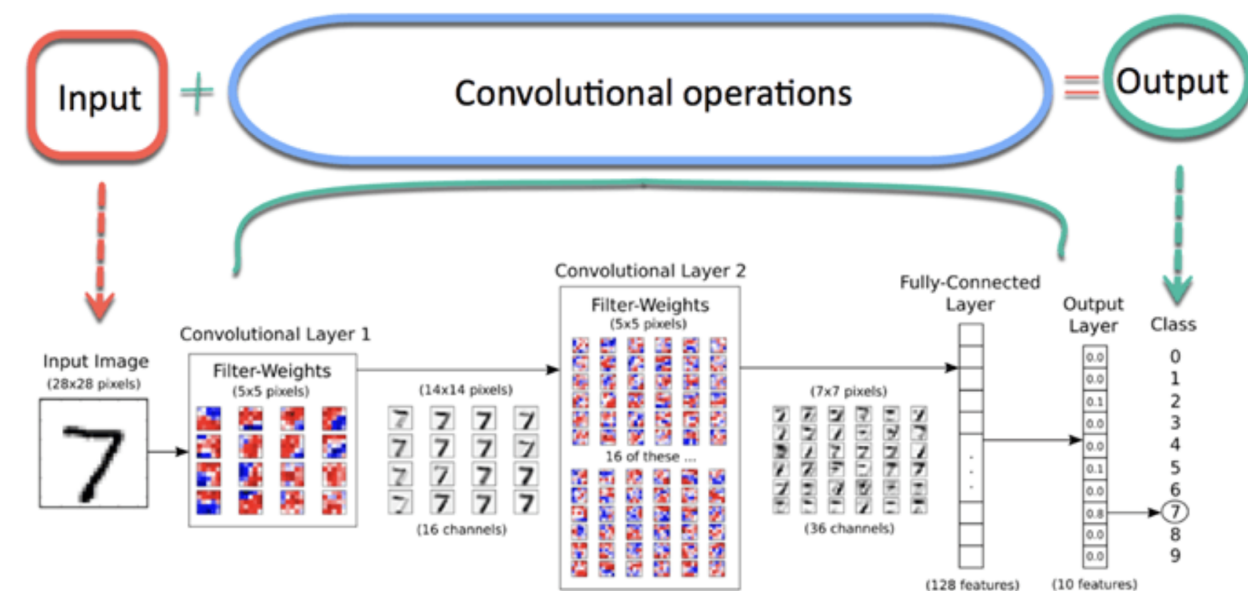 Input
+
Convolutional operations
=
Output
Input Image
(28x28 pixels)
7
Convolutional Layer 1
Filter-Weights
(5x5 pixels)
(14x14 pixels)
(16 channels)
Convolutional Layer 2
Filter-Weights
(5x5 pixels)
16 of these ...
(7x7 pixels)
(36 channels)
Fully-Connected
Layer
(128 features)
Output
Layer
0.0
0.0
0.1
0.0
0.0
0.1
0.0
0.8
0.0
0.0
(10 features)
Class
0
1
2
3
4
5
6
7
8
9